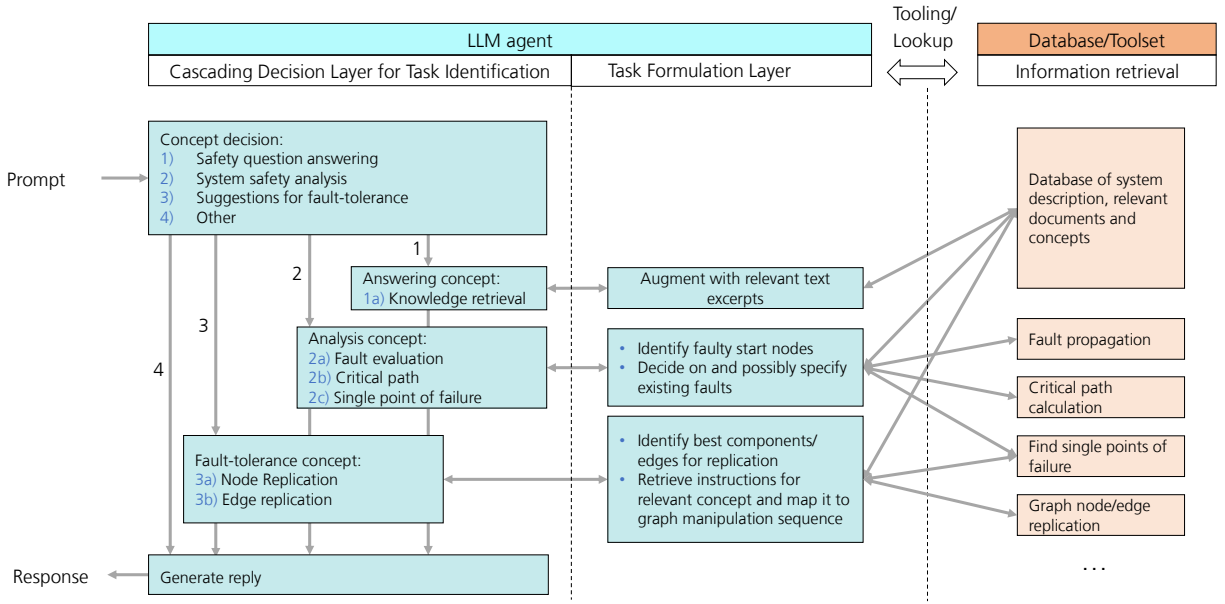 LLM agent
Tooling/
Lookup
Database/Toolset
Cascading Decision Layer for Task Identification
Task Formulation Layer
Information retrieval
Prompt
Concept decision:
1) Safety question answering
2) System safety analysis
3) Suggestions for fault-tolerance
4) Other
1
2
3
4
Answering concept:
1a) Knowledge retrieval
Analysis concept:
2a) Fault evaluation
2b) Critical path
2c) Single point of failure
Fault-tolerance concept:
3a) Node Replication
3b) Edge replication
Response
Generate reply
Augment with relevant text
excerpts
• Identify faulty start nodes
• Decide on and possibly specify
existing faults
• Identify best components/
edges for replication
• Retrieve instructions for
relevant concept and map it to
graph manipulation sequence
Database of system
description, relevant
documents and
concepts
Fault propagation
Critical path
calculation
Find single points of
failure
Graph node/edge
replication
...